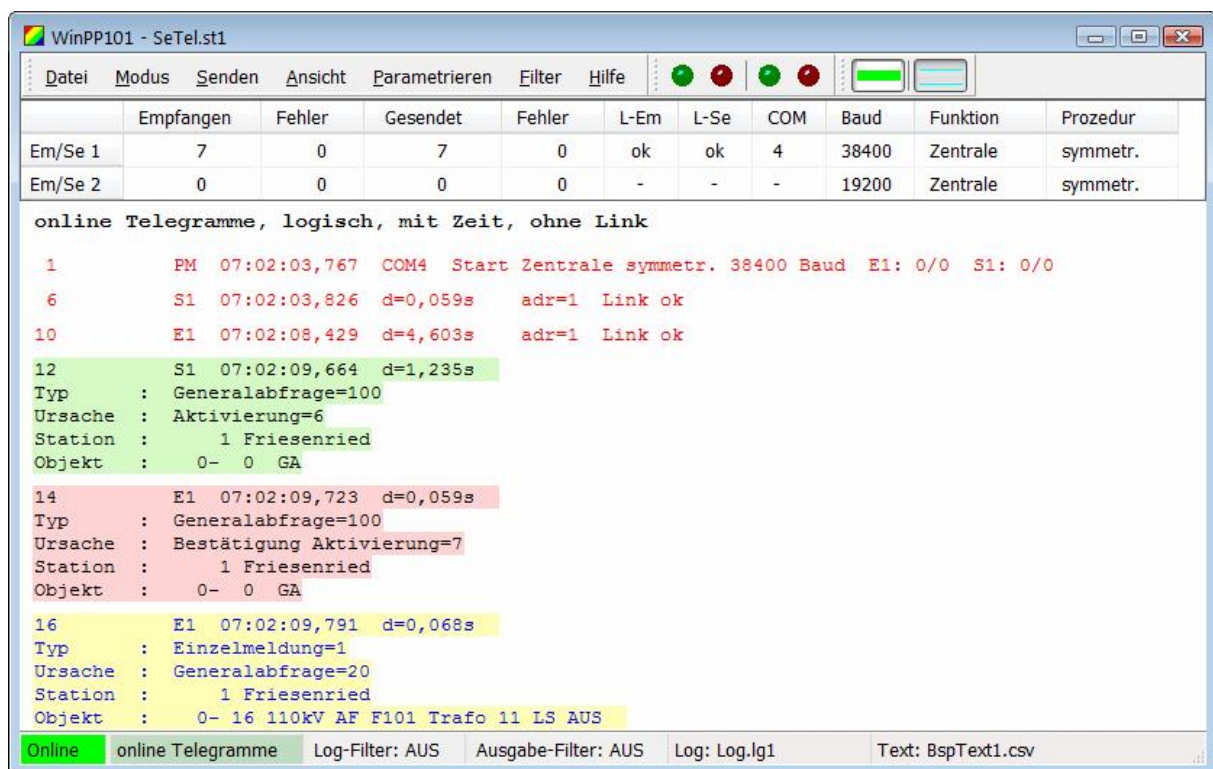 WinPP101 - SeTel.st1
Datei Modus Senden Ansicht Parametrieren Filter Hilfe
Empfangen Fehler Gesendet Fehler L-Em L-Se COM Baud Funktion Prozedur
Em/Se 1 7 0 7 0 ok ok 4 38400 Zentrale symmetr.
Em/Se 2 0 0 0 0 - - - 19200 Zentrale symmetr.
online Telegramme, logisch, mit Zeit, ohne Link
1 PM 07:02:03,767 COM4 Start Zentrale symmetr. 38400 Baud E1: 0/0 S1: 0/0
6 S1 07:02:03,826 d=0,059s adr=1 Link ok
10 E1 07:02:08,429 d=4,603s adr=1 Link ok
12 S1 07:02:09,664 d=1,235s
Typ : Generalabfrage=100
Ursache : Aktivierung=6
Station : 1 Friesenried
Objekt : 0- 0 GA
14 E1 07:02:09,723 d=0,059s
Typ : Generalabfrage=100
Ursache : Bestätigung Aktivierung=7
Station : 1 Friesenried
Objekt : 0- 0 GA
16 E1 07:02:09,791 d=0,068s
Typ : Einzelmeldung=1
Ursache : Generalabfrage=20
Station : 1 Friesenried
Objekt : 0- 16 110kV AF F101 Trafo 11 LS AUS
Online online Telegramme Log-Filter: AUS Ausgabe-Filter: AUS Log: Log.lg1 Text: BspText1.csv